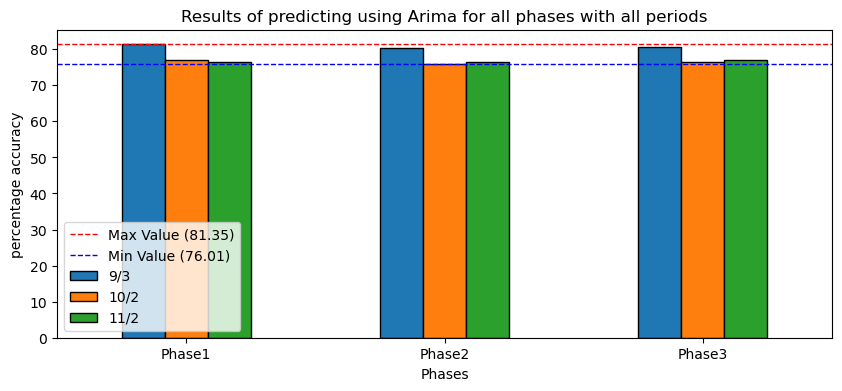 Results of predicting using Arima for all phases with all periods
percentage accuracy
80
70
60
50
40
30
20
10
0
Max Value (81.35)
Min Value (76.01)
9/3
10/2
11/2
Phase1 Phase2 Phase3
Phases